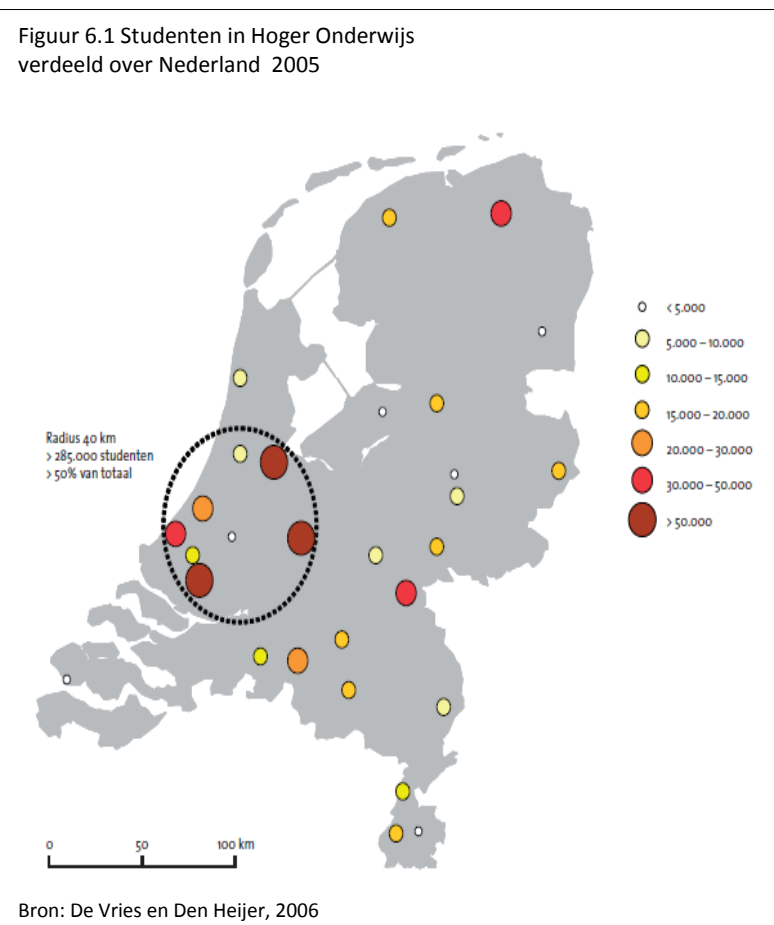 Figuur 6.1 Studenten in Hoger Onderwijs
verdeeld over Nederland 2005
< 5.000
5.000 – 10.000
10.000 – 15.000
15.000 – 20.000
20.000 – 30.000
30.000 – 50.000
> 50.000
Radius 40 km
> 285.000 studenten
> 50% van totaal
0 50 100 km
Bron: De Vries en Den Heijer, 2006